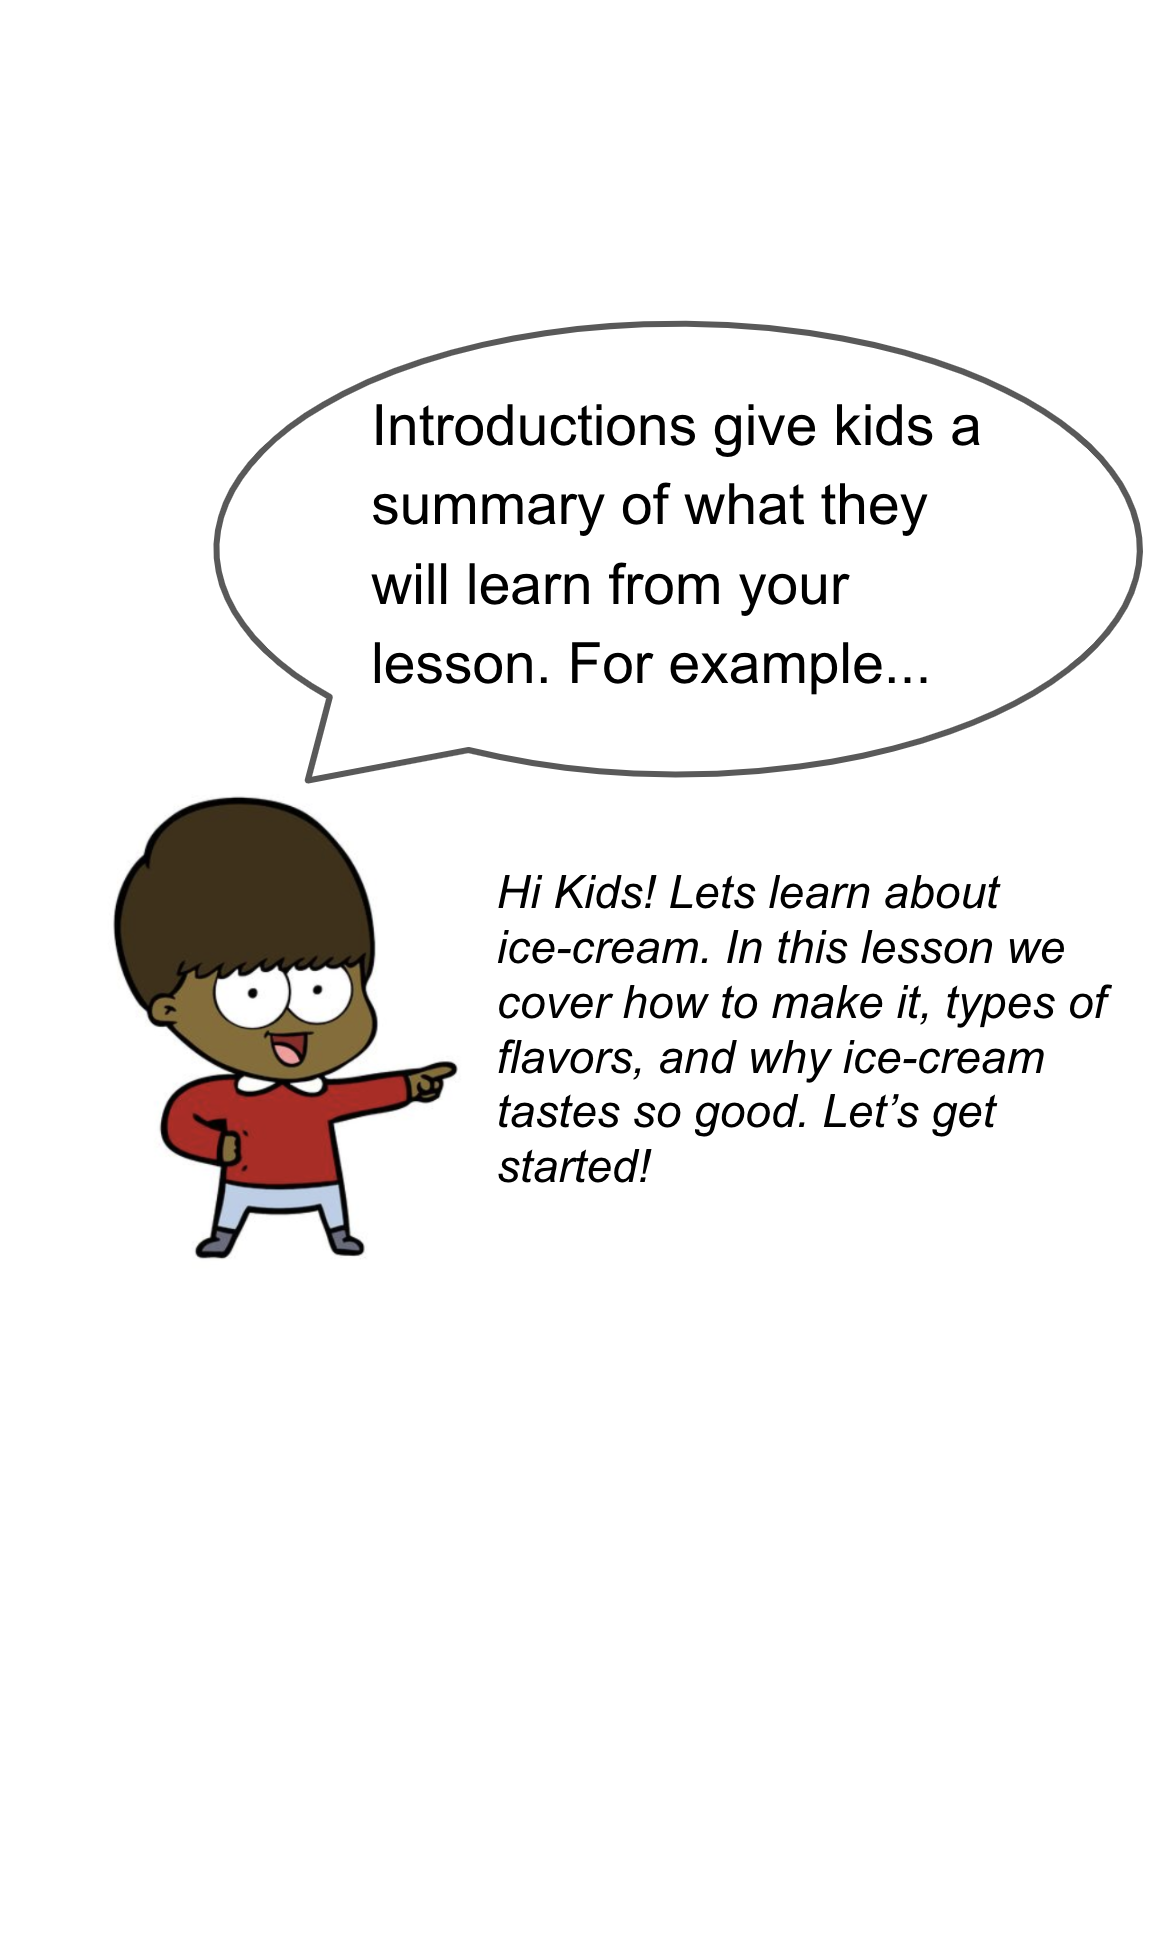 Introductions give kids a
summary of what they
will learn from your
lesson. For example...
Hi Kids! Lets learn about
ice-cream. In this lesson we
cover how to make it, types of
flavors, and why ice-cream
tastes so good. Let’s get
started!